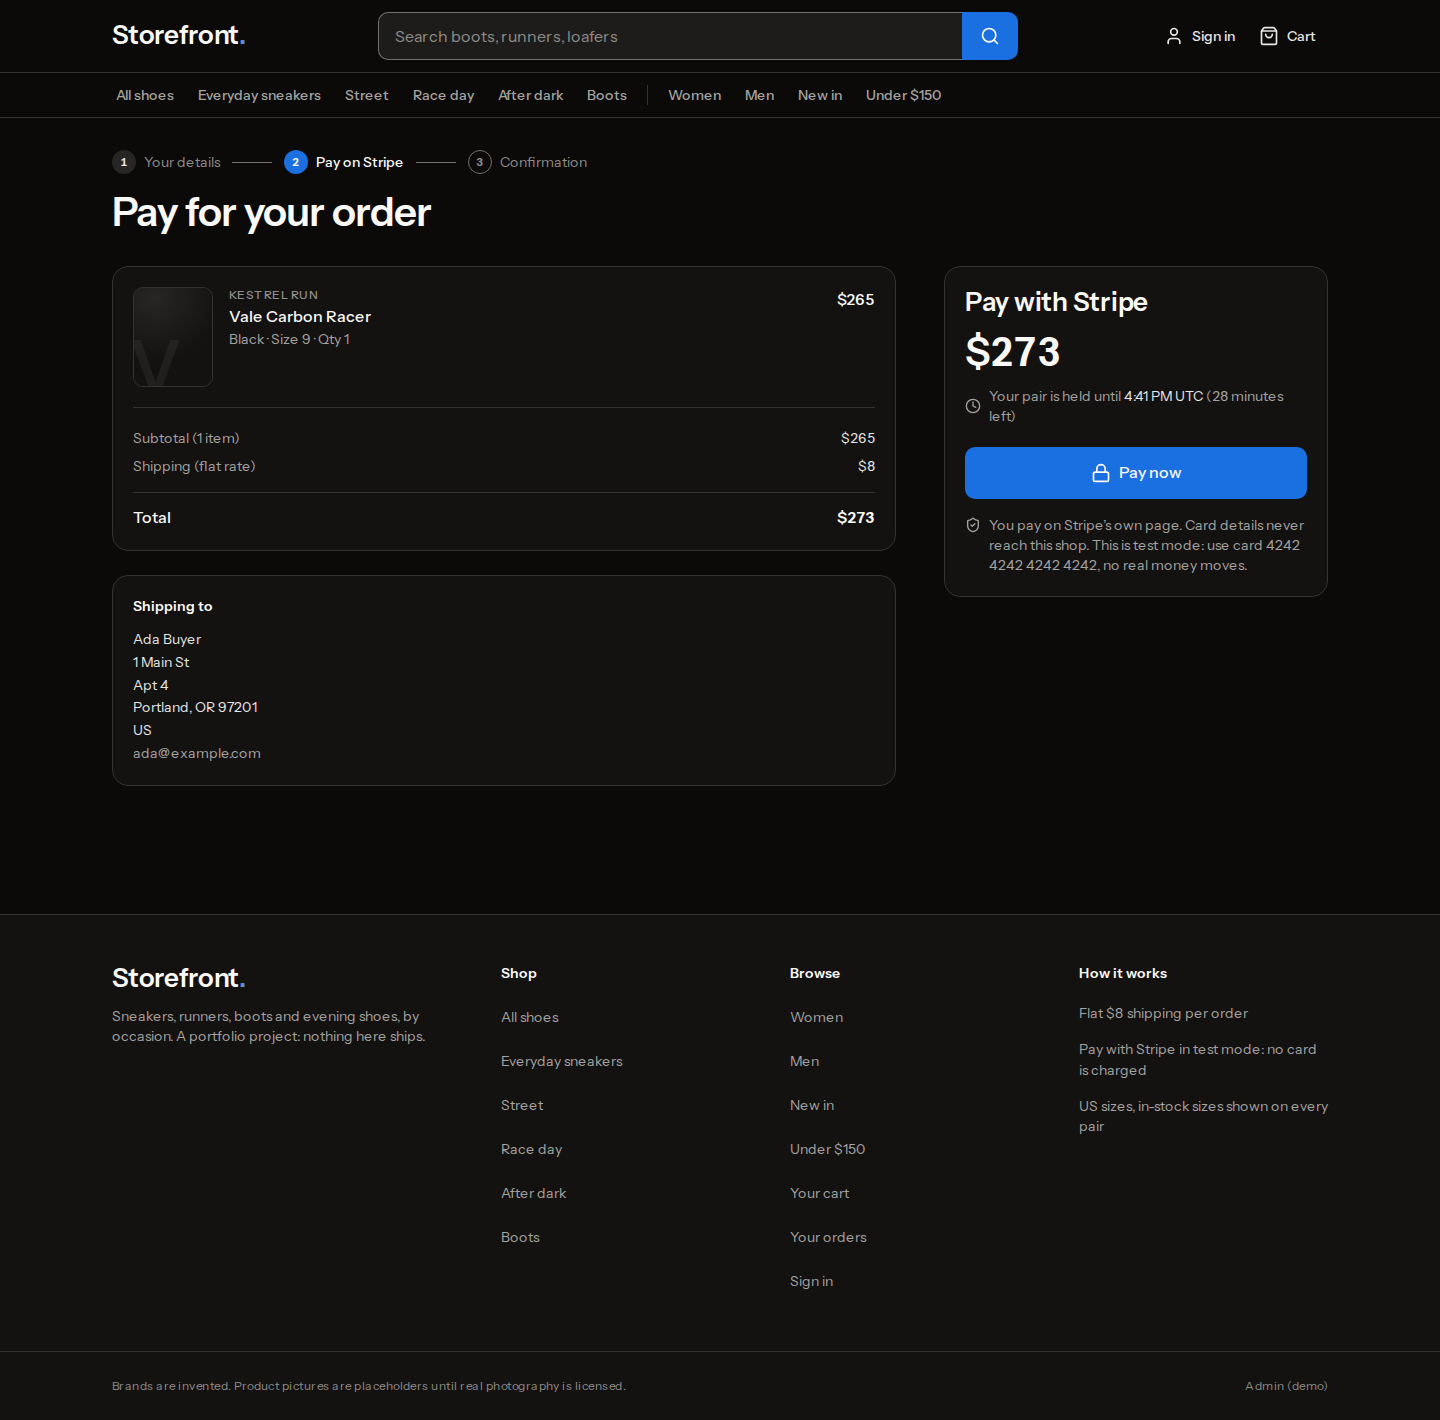 Storefront.
Search boots, runners, loafers
Sign in
Cart
All shoes
Everyday sneakers
Street
Race day
After dark
Boots
Women
Men
New in
Under $150
1 Your details
2 Pay on Stripe
3 Confirmation
Pay for your order
V
KESTREL RUN
Vale Carbon Racer
Black · Size 9 · Qty 1
$265
Subtotal (1 item) $265
Shipping (flat rate) $8
Total $273
Shipping to
Ada Buyer
1 Main St
Apt 4
Portland, OR 97201
US
ada@example.com
Pay with Stripe
$273
Your pair is held until 4:41 PM UTC (28 minutes
left)
Pay now
You pay on Stripe's own page. Card details never
reach this shop. This is test mode: use card 4242
4242 4242 4242, no real money moves.
Storefront.
Sneakers, runners, boots and evening shoes, by
occasion. A portfolio project: nothing here ships.
Shop
All shoes
Everyday sneakers
Street
Race day
After dark
Boots
Browse
Women
Men
New in
Under $150
Your cart
Your orders
Sign in
How it works
Flat $8 shipping per order
Pay with Stripe in test mode: no card
is charged
US sizes, in-stock sizes shown on every
pair
Brands are invented. Product pictures are placeholders until real photography is licensed.
Admin (demo)